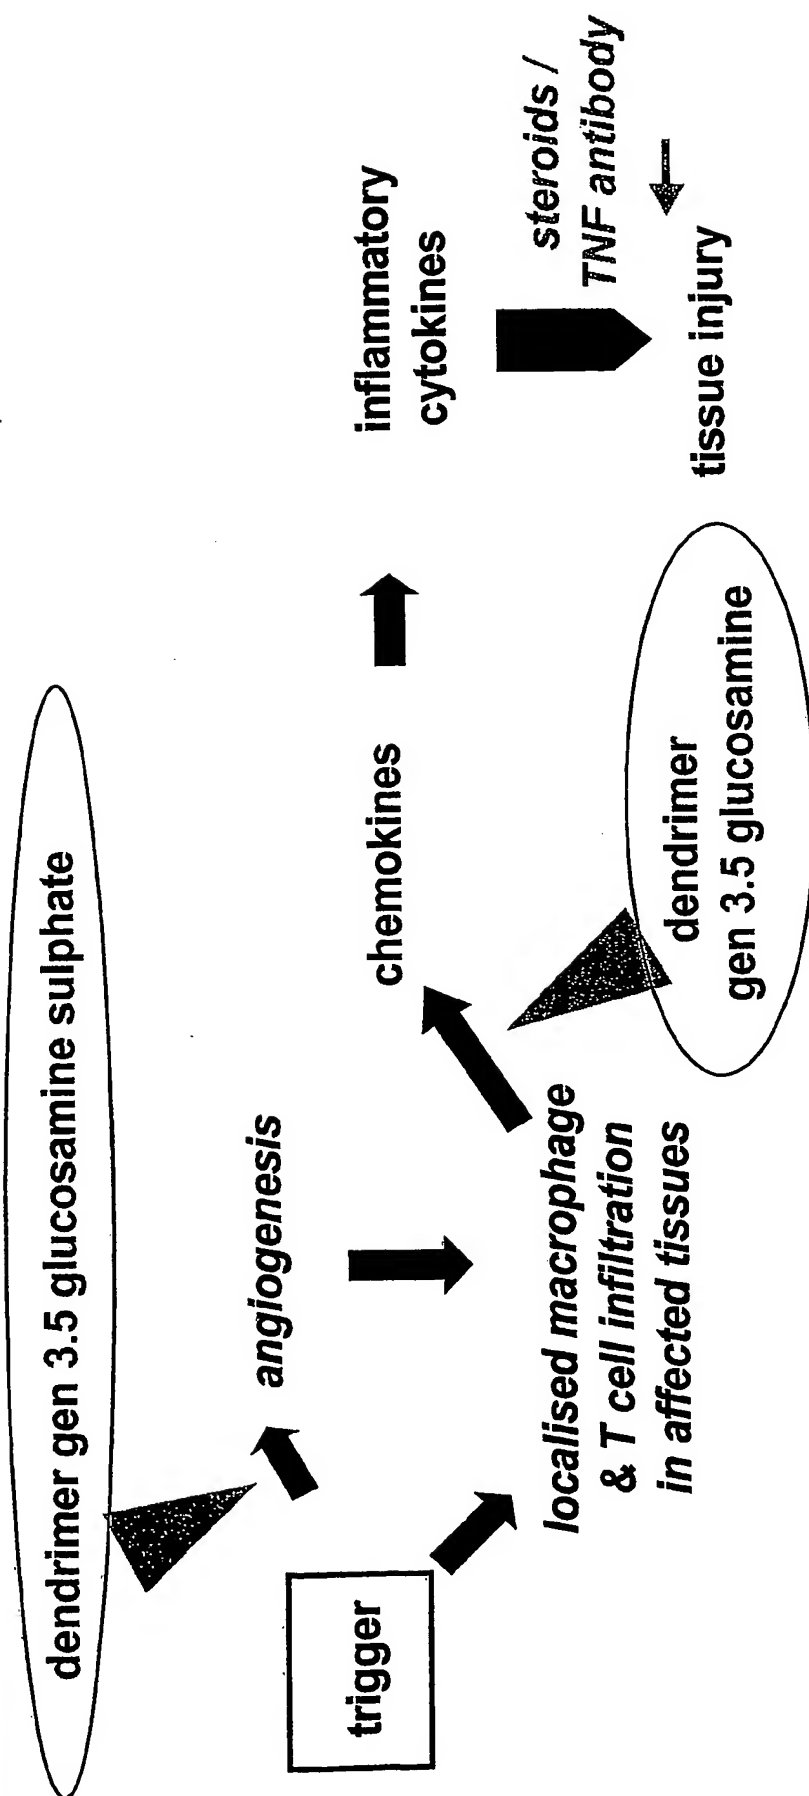 dendrimer gen 3.5 glucosamine sulphate
trigger
angiogenesis
localised macrophage
& T cell infiltration
in affected tissues
chemokines
dendrimer
gen 3.5 glucosamine
inflammatory
cytokines
steroids /
TNF antibody
tissue injury